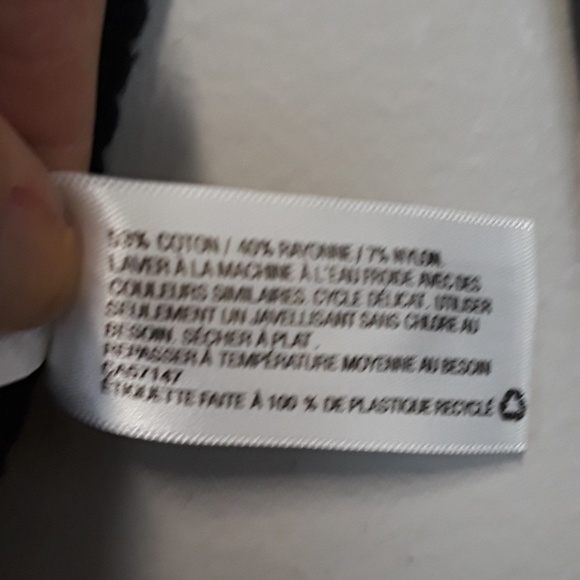 53% COTON / 40% RAYONNE / 7% NYLON.
LAVER À LA MACHINE À L'EAU FROIDE AVEC DES
COULEURS SIMILAIRES. CYCLE DÉLICAT. UTILISER
SEULEMENT UN JAVELLISANT SANS CHLORE AU
BESOIN. SÉCHER À PLAT.
REPASSER À TEMPÉRATURE MOYENNE AU BESOIN
CA57147
ÉTIQUETTE FAITE À 100 % DE PLASTIQUE RECYCLÉ